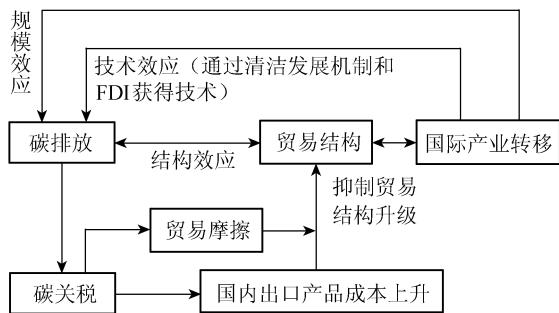 规模效应
技术效应（通过清洁发展机制和
FDI获得技术）
碳排放
结构效应
贸易结构
国际产业转移
抑制贸易
结构升级
贸易摩擦
碳关税
国内出口产品成本上升